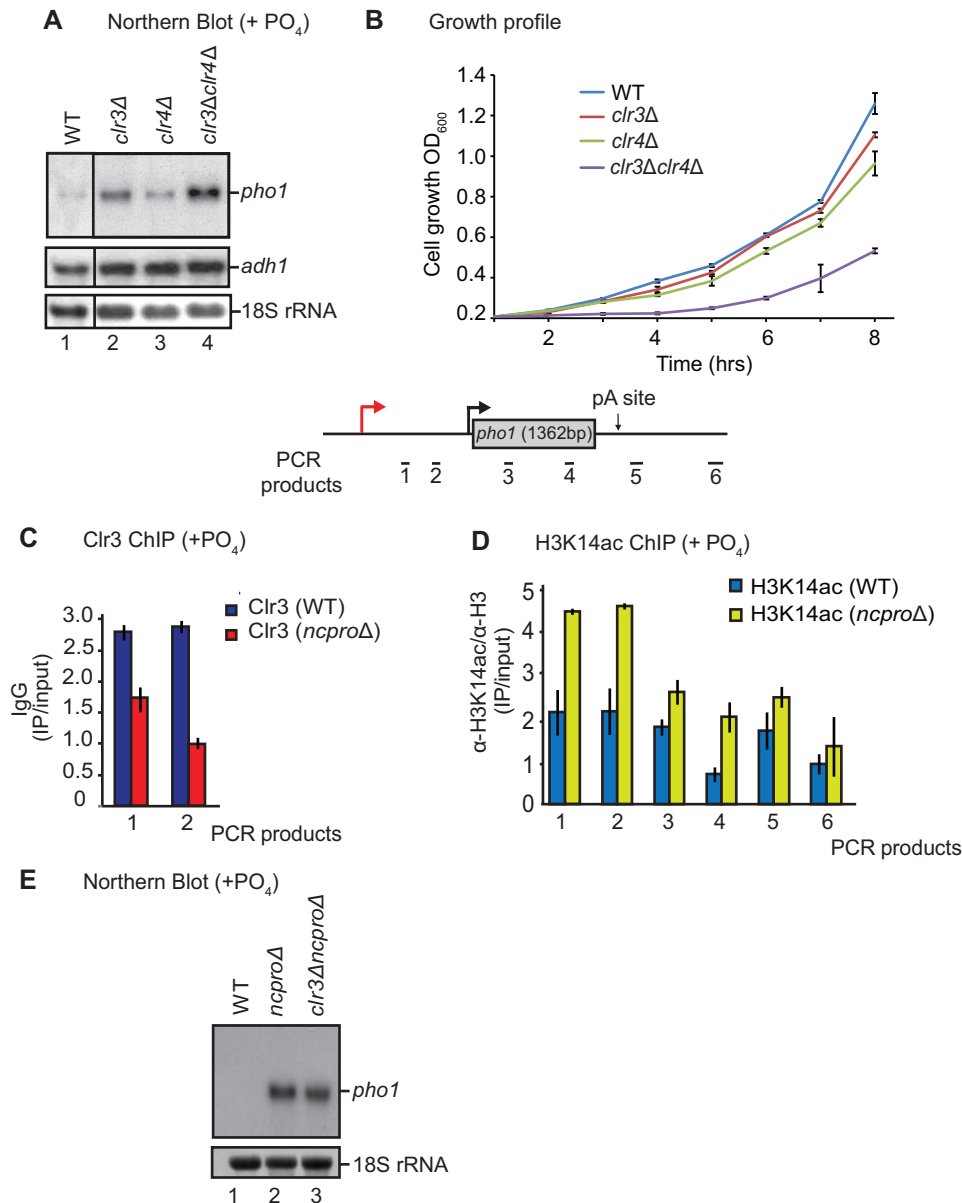 A Northern Blot (+ PO4)
WT
clr3Δ
clr4Δ
clr3Δclr4Δ
pho1
adh1
18S rRNA
1 2 3 4
B Growth profile
Cell growth OD600
1.4
1.2
1.0
0.8
0.6
0.4
0.2
WT
clr3Δ
clr4Δ
clr3Δclr4Δ
2 4 6 8
Time (hrs)
pA site
pho1 (1362bp)
PCR products
1 2 3 4 5 6
C Clr3 ChIP (+PO4)
Clr3 (WT)
Clr3 (ncproΔ)
IgG
(IP/input)
3.0
2.5
2.0
1.5
1.0
0.5
0
1 2
PCR products
D H3K14ac ChIP (+ PO4)
H3K14ac (WT)
H3K14ac (ncproΔ)
α-H3K14ac/α-H3
(IP/input)
5
4
3
2
1
0
1 2 3 4 5 6
PCR products
E Northern Blot (+PO4)
WT
ncproΔ
clr3ΔncproΔ
pho1
18S rRNA
1 2 3